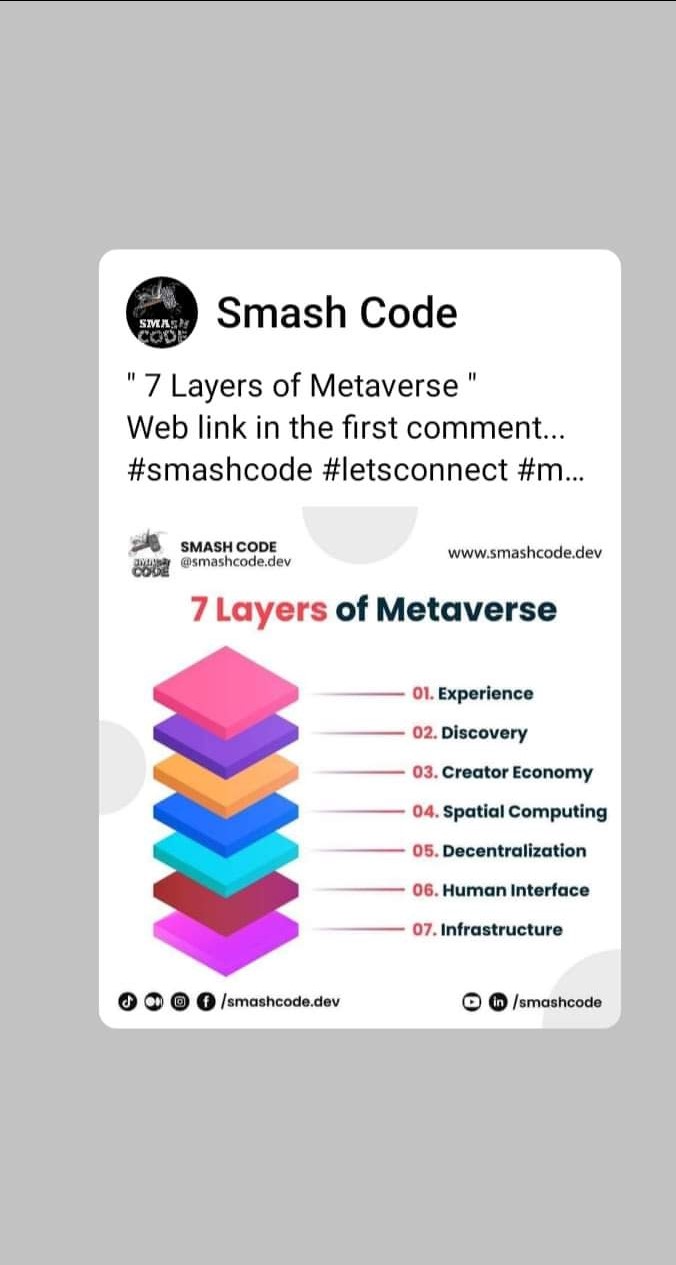 SMASH
CODE
Smash Code
" 7 Layers of Metaverse "
Web link in the first comment...
#smashcode #letsconnect #m...
SMASH CODE
@smashcode.dev
CODE
www.smashcode.dev
7 Layers of Metaverse
01. Experience
02. Discovery
03. Creator Economy
04. Spatial Computing
05. Decentralization
06. Human Interface
07. Infrastructure
/smashcode.dev
in /smashcode